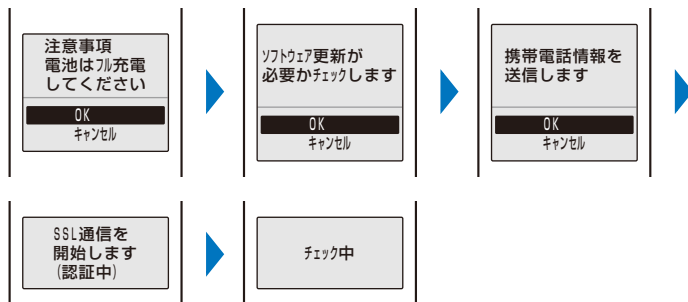 注意事項
電池はﾌﾙ充電
してください
OK
ｷｬﾝｾﾙ
ｿﾌﾄｳｪｱ更新が
必要かﾁｪｯｸします
OK
ｷｬﾝｾﾙ
携帯電話情報を
送信します
OK
ｷｬﾝｾﾙ
SSL通信を
開始します
(認証中)
ﾁｪｯｸ中